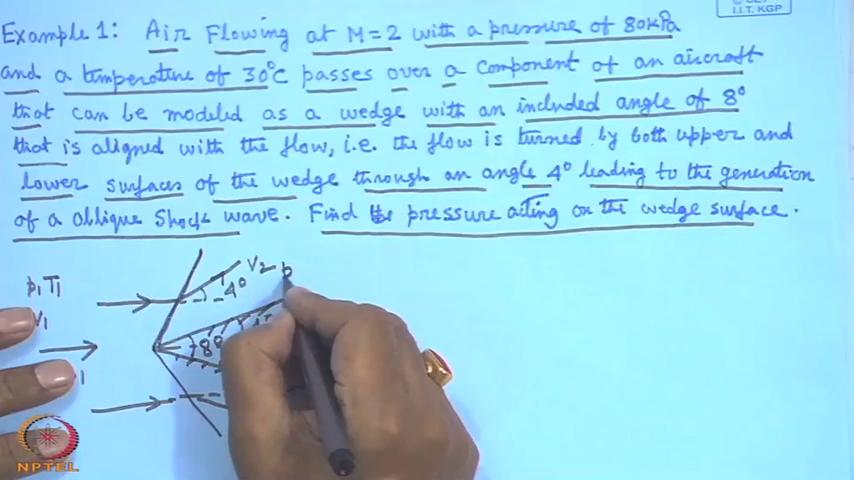 I.I.T. KGP
Example 1: Air Flowing at M=2 with a pressure of 80 kPa
and a temperature of 30°C passes over a component of an aircraft
that can be modeled as a wedge with an included angle of 8°
that is aligned with the flow, i.e. the flow is turned by both upper and
lower surfaces of the wedge through an angle 4° leading to the generation
of a oblique shock wave. Find the pressure acting on the wedge surface.
V2 p
4°
p1 T1
V1
8°
1
NPTEL